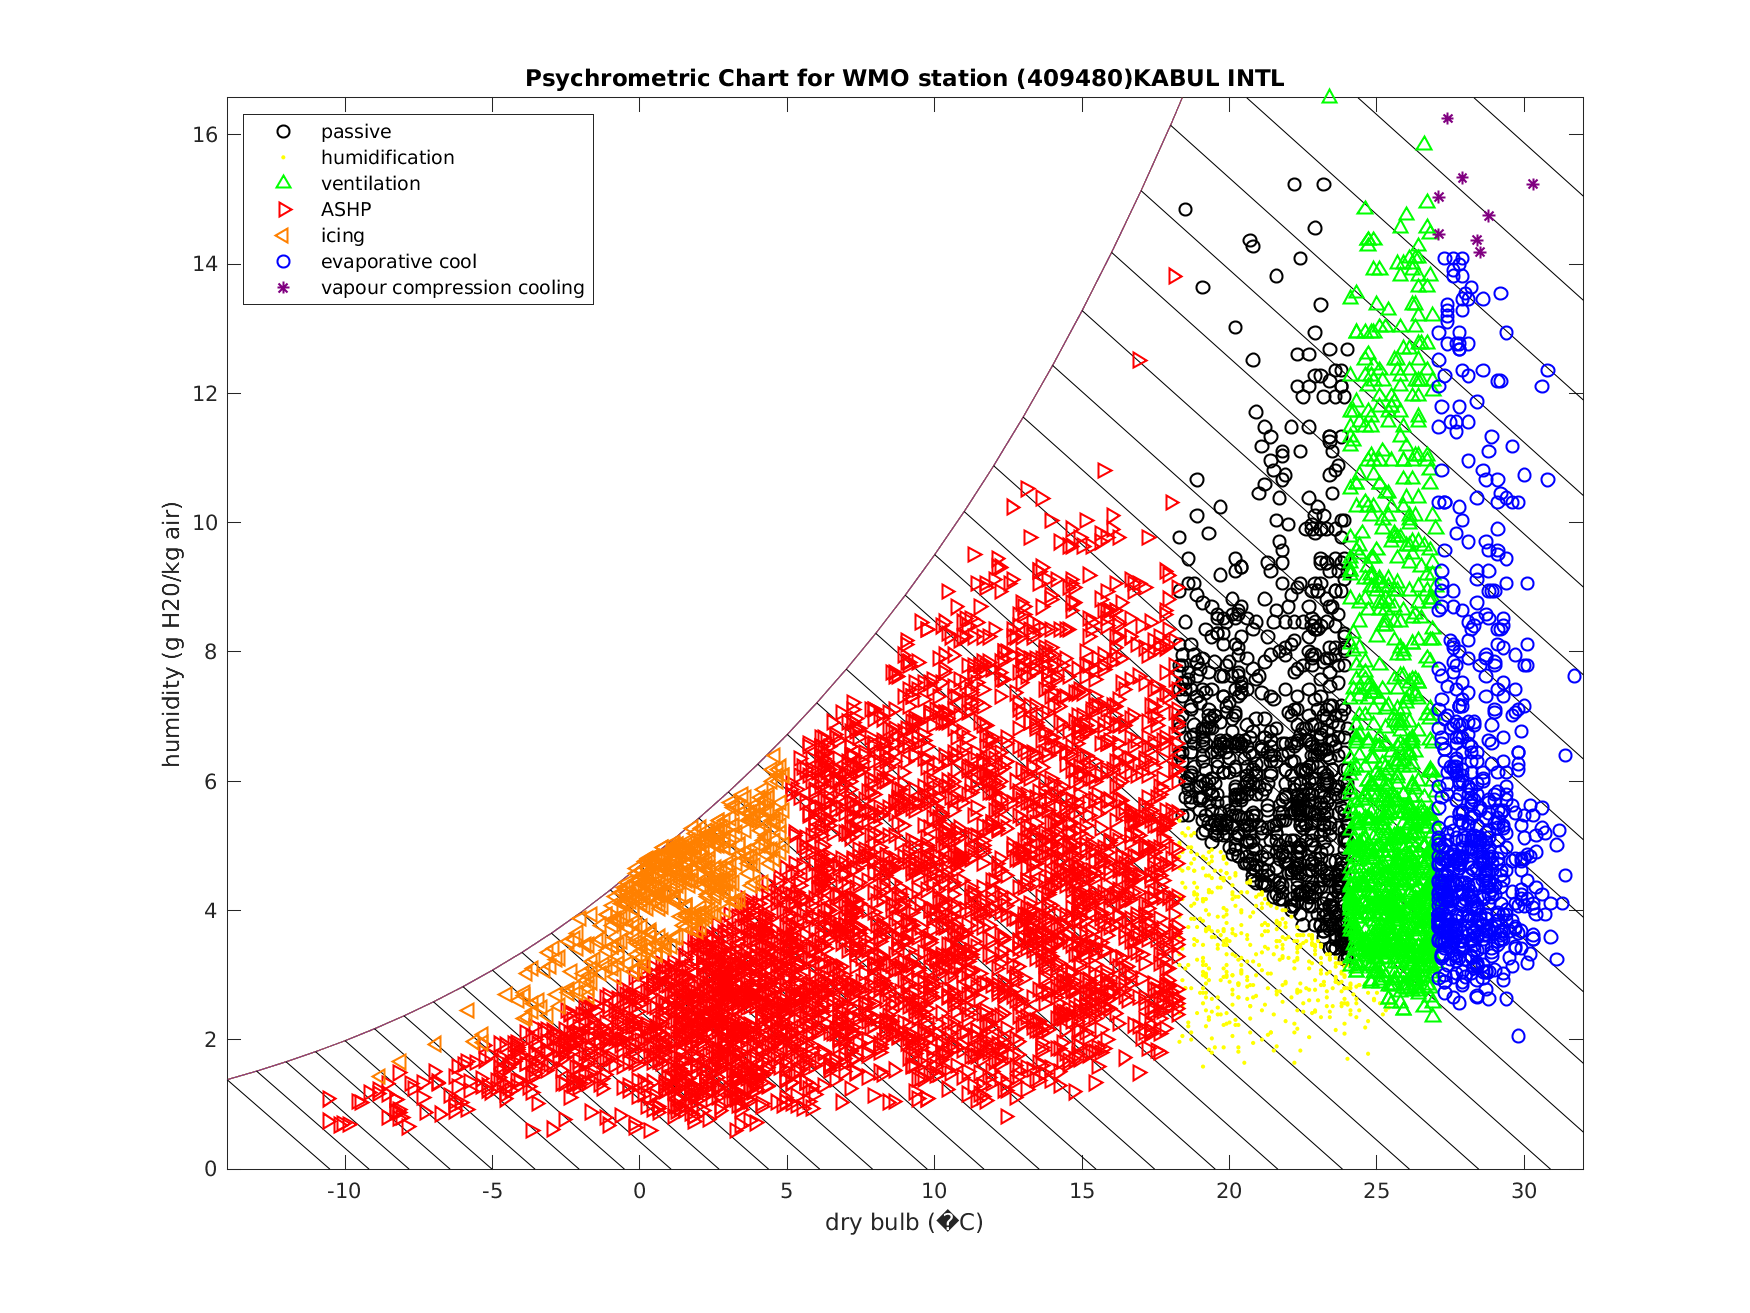 Psychrometric Chart for WMO station (409480)KABUL INTL
passive
humidification
ventilation
ASHP
icing
evaporative cool
vapour compression cooling
humidity (g H20/kg air)
16
14
12
10
8
6
4
2
0
-10 -5 0 5 10 15 20 25 30
dry bulb (�C)